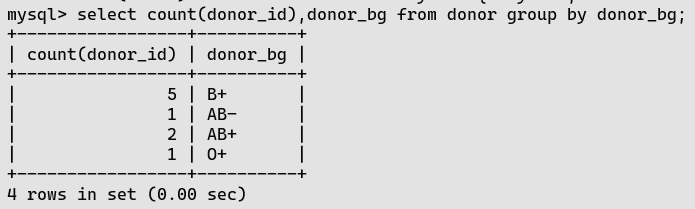 mysql> select count(donor_id),donor_bg from donor group by donor_bg;
+-----------------+----------+
| count(donor_id) | donor_bg |
+-----------------+----------+
|               5 | B+       |
|               1 | AB-      |
|               2 | AB+      |
|               1 | O+       |
+-----------------+----------+
4 rows in set (0.00 sec)